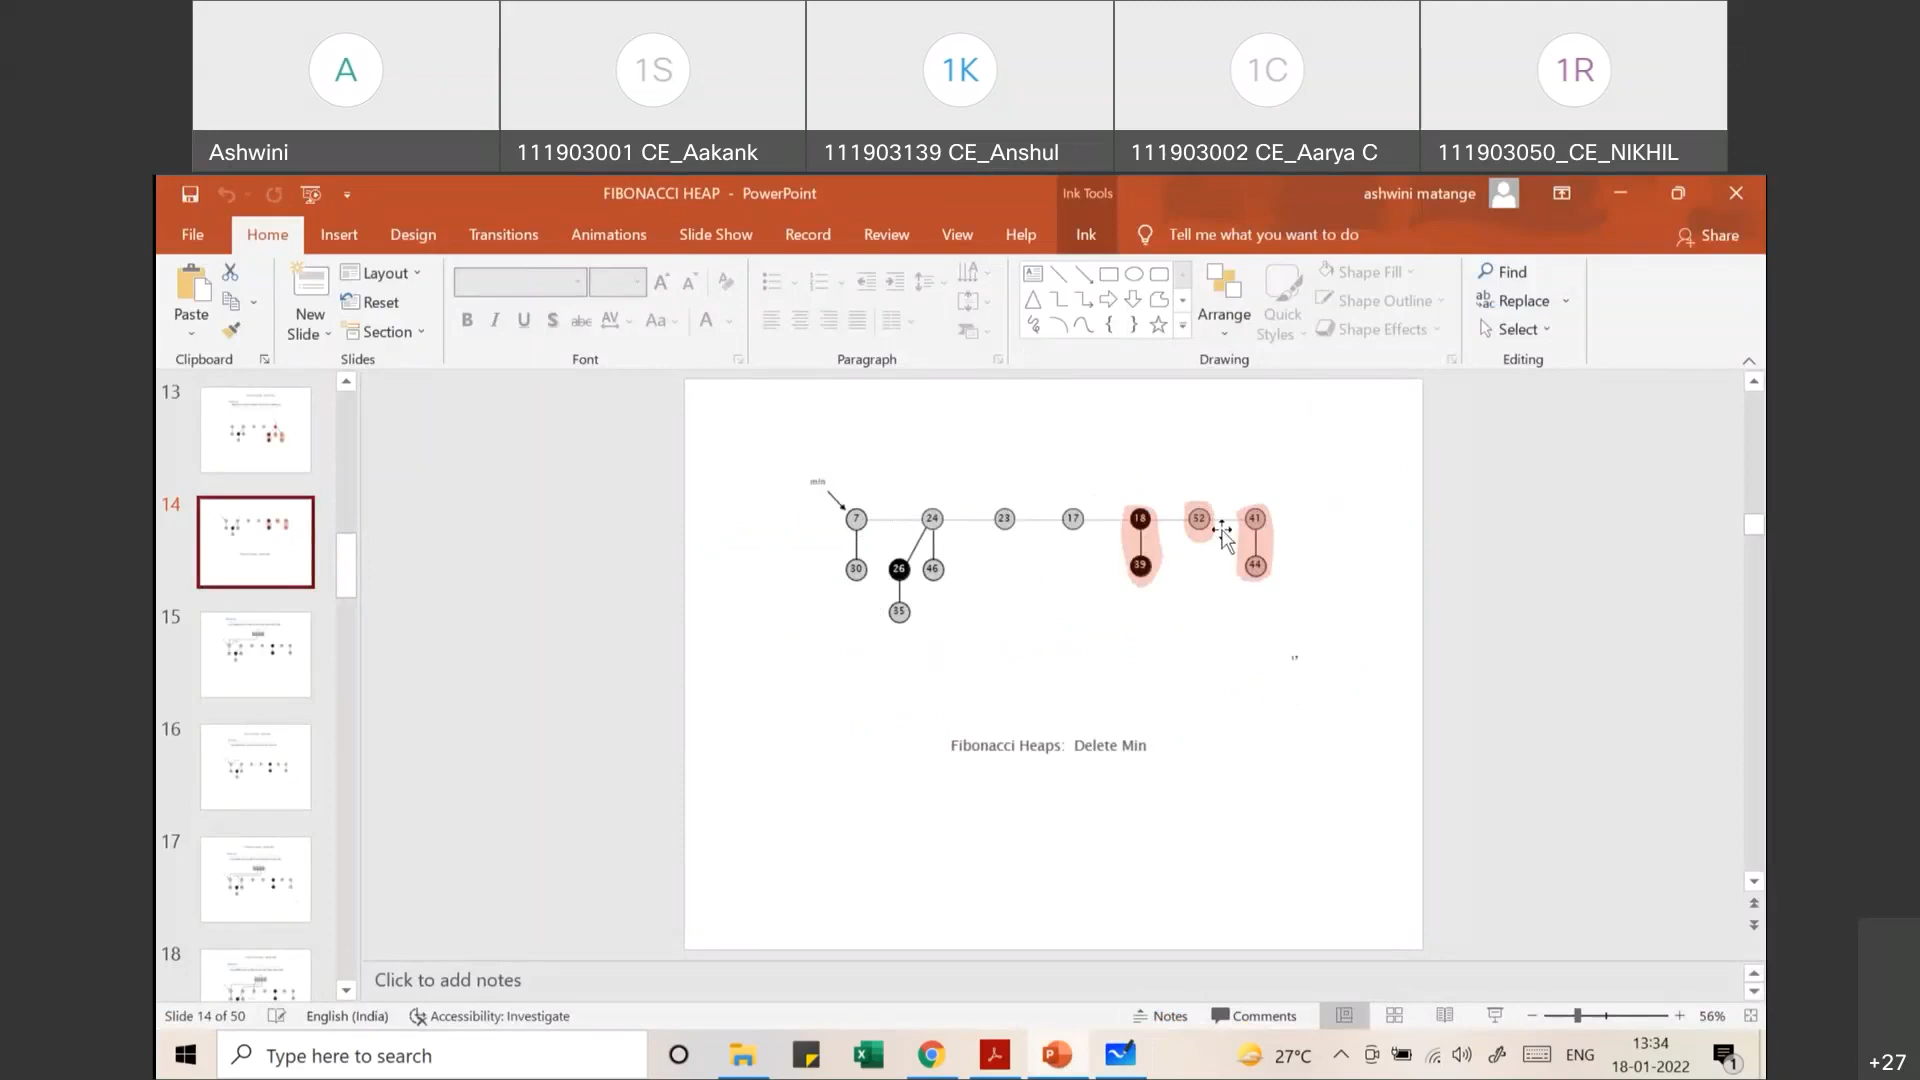 A
1S
1K
1C
1R
Ashwini
111903001 CE_Aakank
111903139 CE_Anshul
111903002 CE_Aarya C
111903050_CE_NIKHIL
FIBONACCI HEAP - PowerPoint
Ink Tools
ashwini matange
File
Home
Insert
Design
Transitions
Animations
Slide Show
Record
Review
View
Help
Ink
Tell me what you want to do
Share
Paste
Clipboard
New
Slide
Layout
Reset
Section
Slides
B I U S abc AV Aa A
Font
Paragraph
Arrange
Quick
Styles
Shape Fill
Shape Outline
Shape Effects
Drawing
Find
Replace
Select
Editing
13
14
15
16
17
18
min
7
24
23
17
18
52
41
30
26
46
39
44
35
Fibonacci Heaps: Delete Min
Click to add notes
Slide 14 of 50
English (India)
Accessibility: Investigate
Notes
Comments
56%
Type here to search
27°C
ENG
13:34
18-01-2022
1
+27